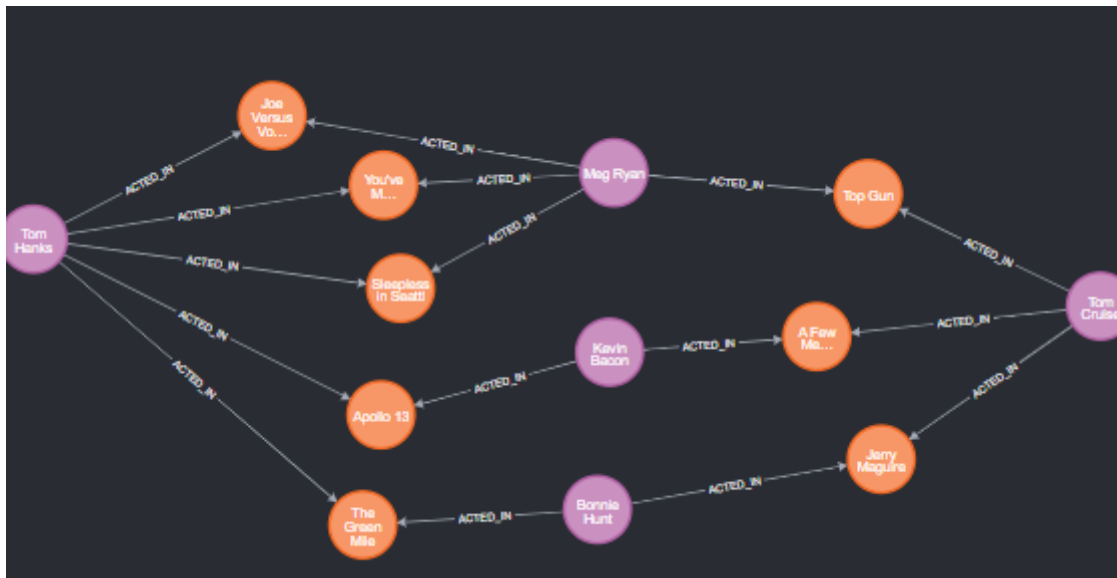 Joe
Versus
Vo...
ACTED_IN
ACTED_IN
Meg Ryan
You've
M...
ACTED_IN
ACTED_IN
Top Gun
ACTED_IN
ACTED_IN
Tom
Hanks
ACTED_IN
ACTED_IN
ACTED_IN
Sleepless
in Seattl
Tom
Cruise
ACTED_IN
A Few
Me...
ACTED_IN
Kevin
Bacon
ACTED_IN
ACTED_IN
ACTED_IN
ACTED_IN
Apollo 13
Jerry
Maguire
ACTED_IN
Bonnie
Hunt
ACTED_IN
The
Green
Mile